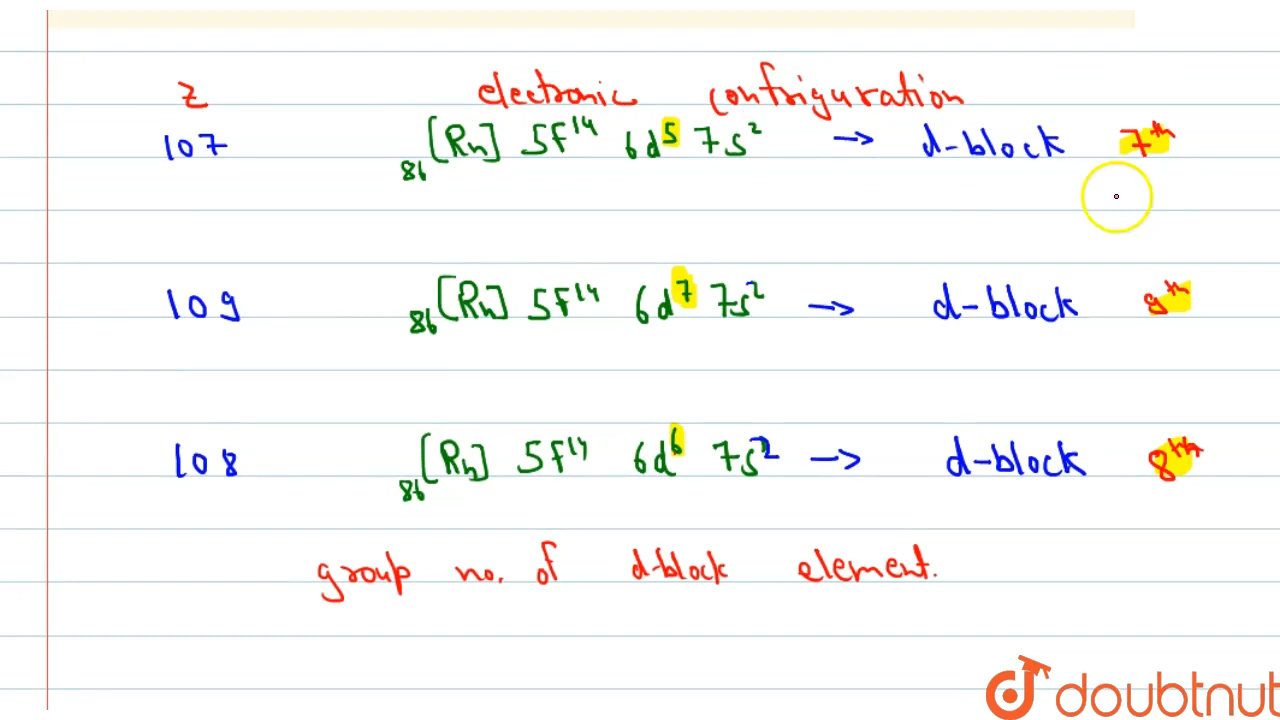 z electronic confriguration
107 ₈₆[Rn] 5f¹⁴ 6d⁵ 7s² → d-block 7ᵗʰ
109 ₈₆[Rn] 5f¹⁴ 6d⁷ 7s² → d-block 9ᵗʰ
108 ₈₆[Rn] 5f¹⁴ 6d⁶ 7s² → d-block 8ᵗʰ
group no. of d-block element.
doubtnut